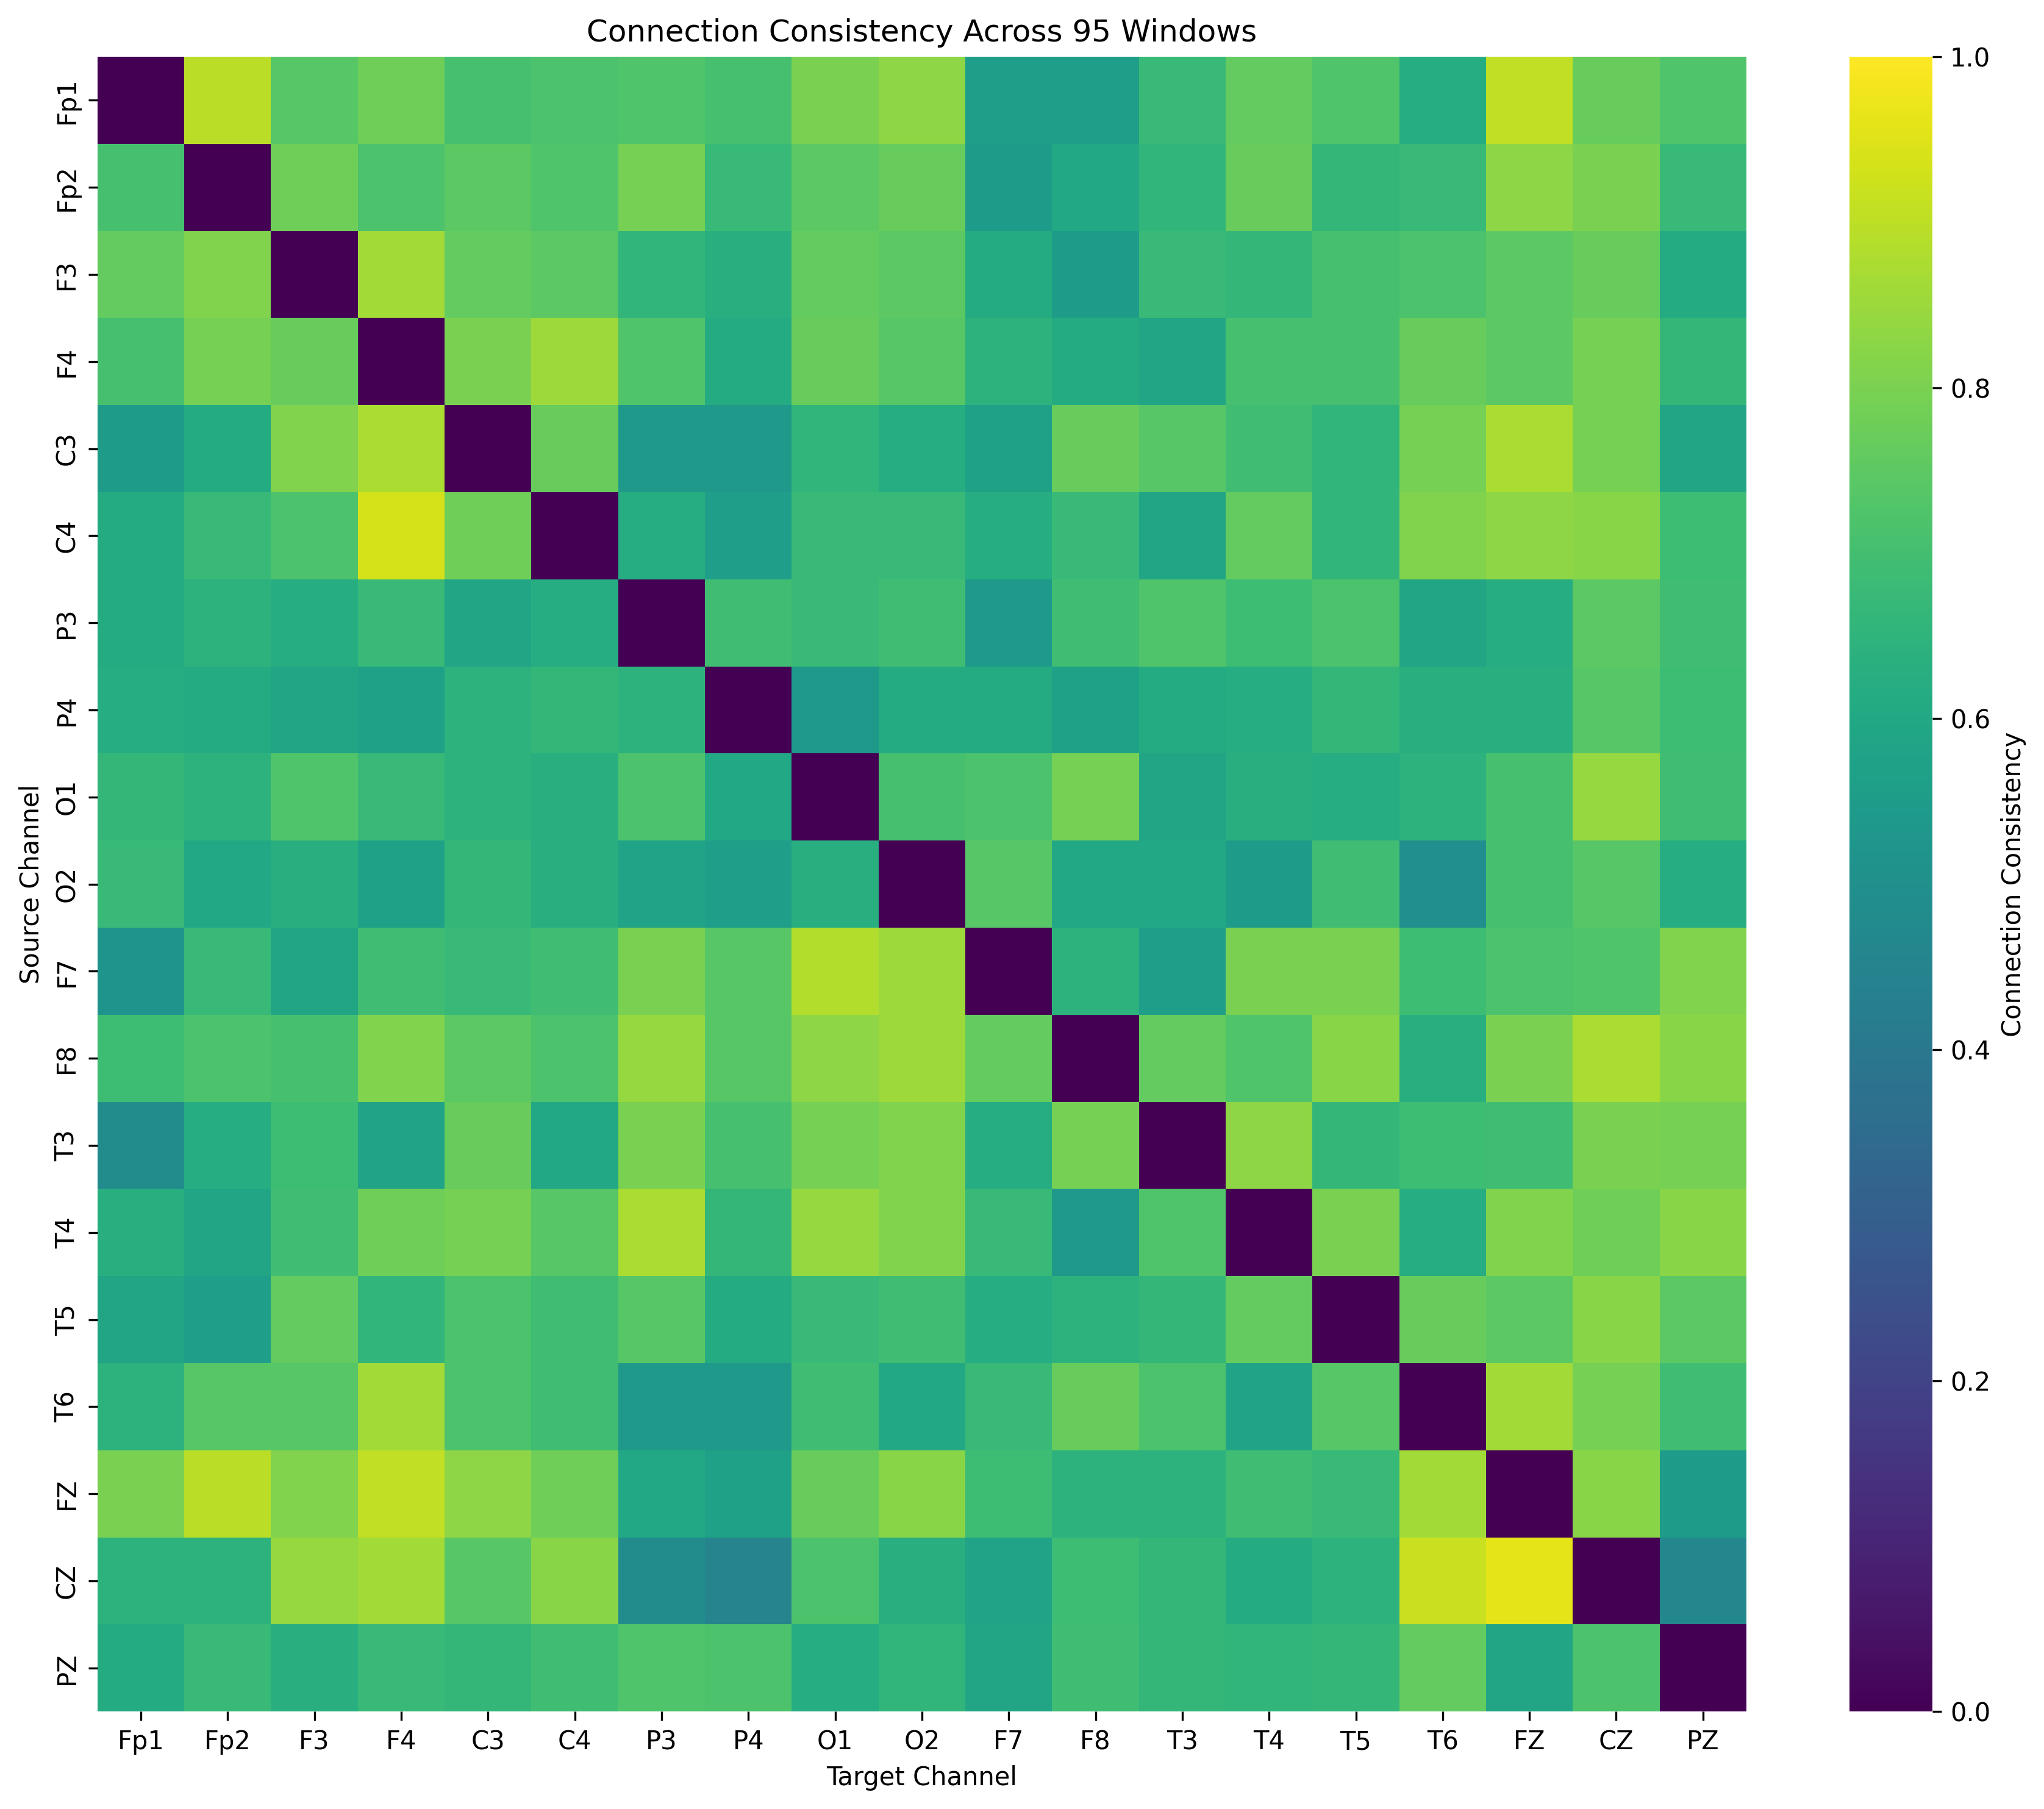 Connection Consistency Across 95 Windows
Source Channel
Fp1
Fp2
F3
F4
C3
C4
P3
P4
O1
O2
F7
F8
T3
T4
T5
T6
FZ
CZ
PZ
Fp1 Fp2 F3 F4 C3 C4 P3 P4 O1 O2 F7 F8 T3 T4 T5 T6 FZ CZ PZ
Target Channel
1.0
0.8
0.6
0.4
0.2
0.0
Connection Consistency